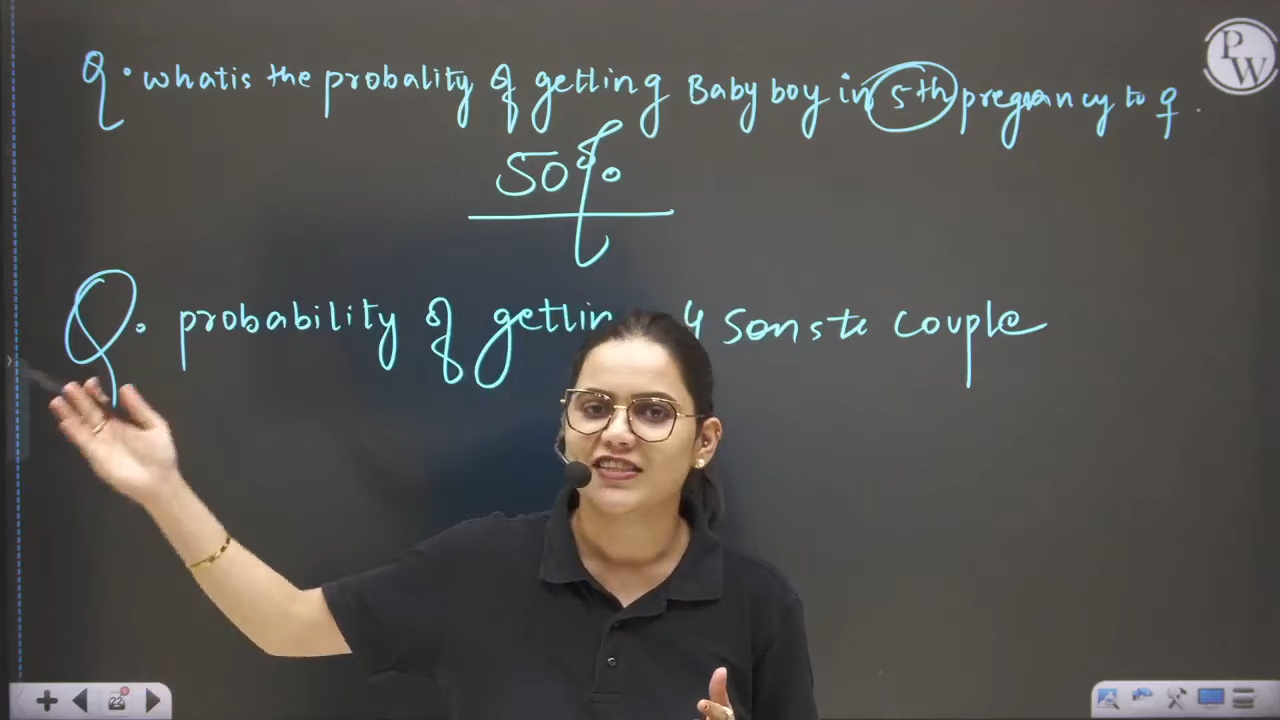 Q. what is the probality of getting Baby boy in 5th pregnancy to ♀.
50%
Q. probability of getting 4 sons to couple
PW
22